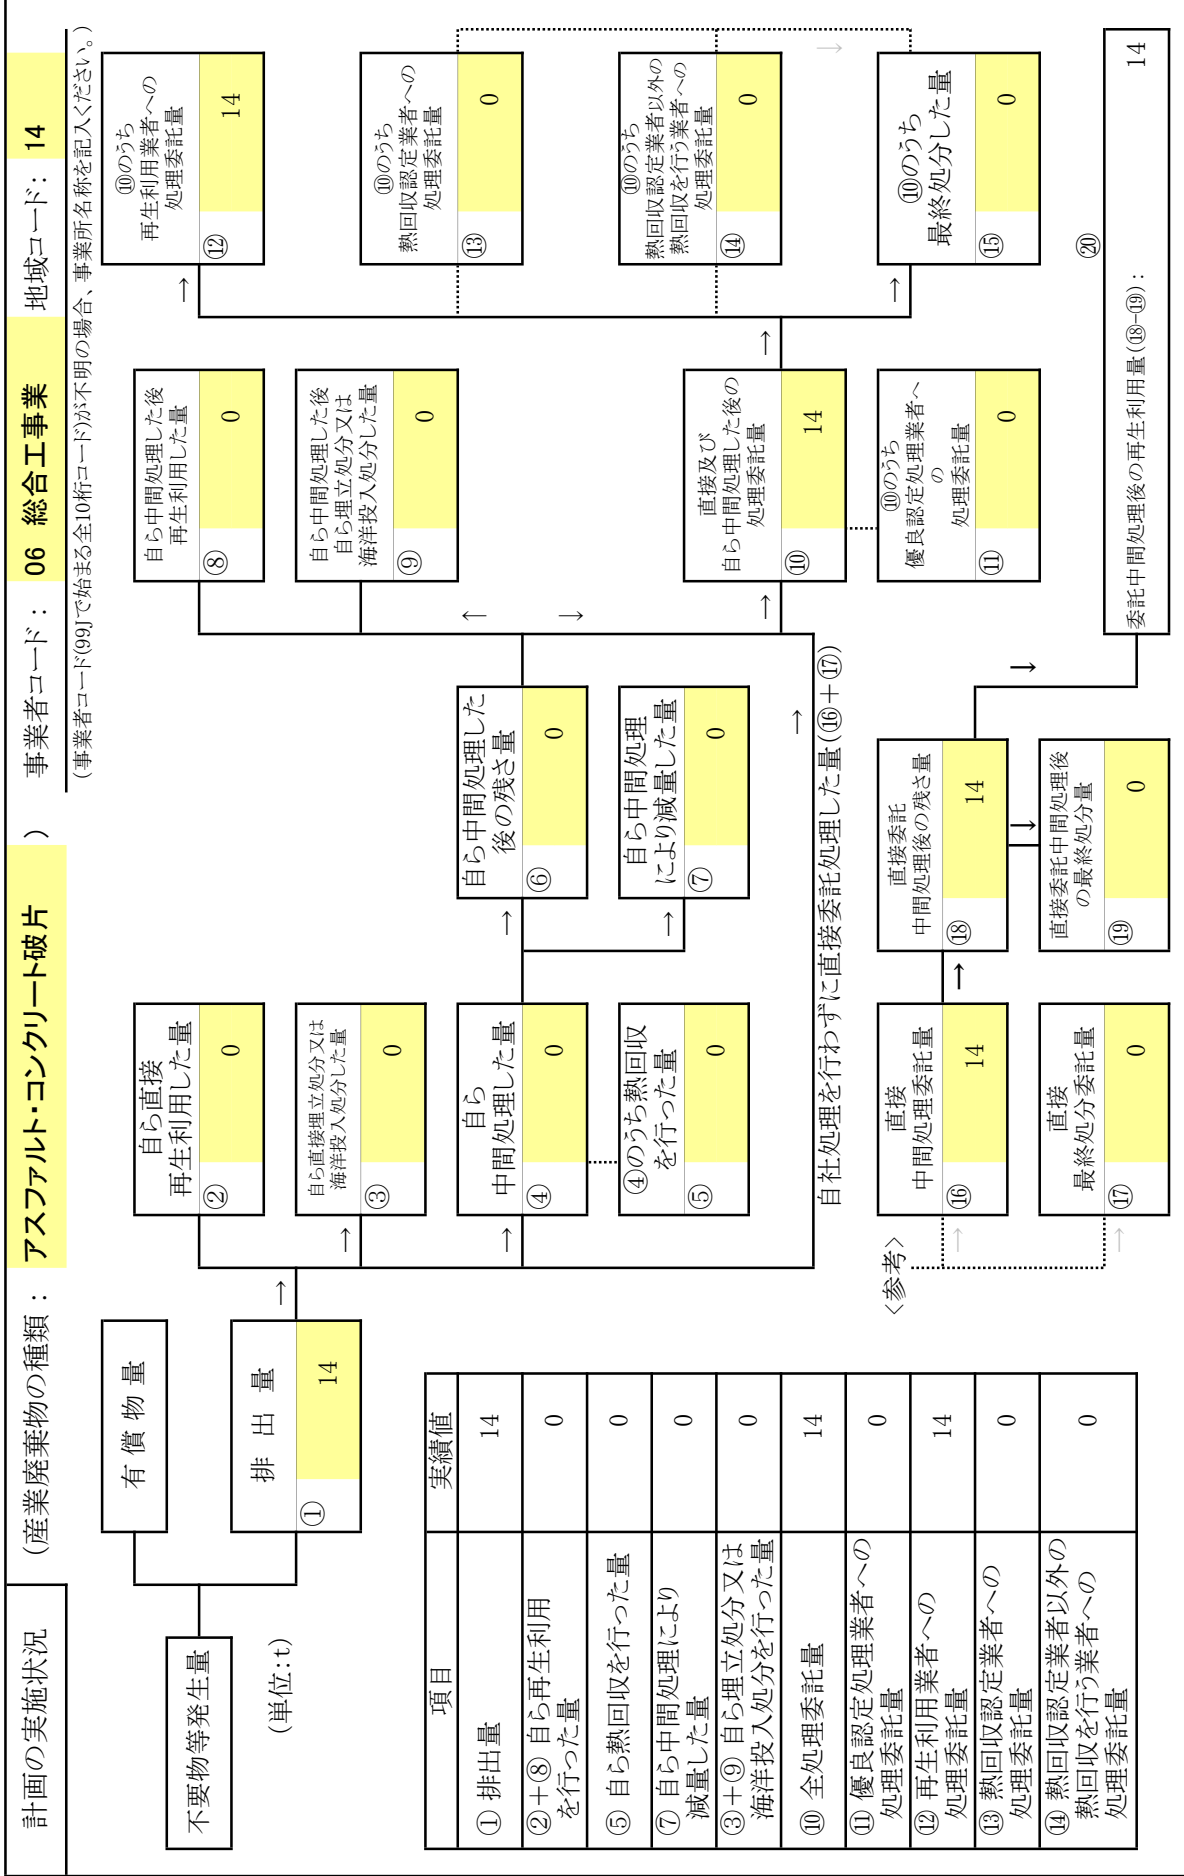 計画の実施状況
(産業廃棄物の種類： アスファルト・コンクリート破片 )
事業者コード： 06 総合工事業 地域コード： 14
(事業者コード(99Jで始まる全10桁コード)が不明の場合、事業所名称を記入ください。)
不要物等発生量
(単位：t)
有償物量
排出量
① 14
自ら直接
再生利用した量
② 0
自ら直接埋立処分又は
海洋投入処分した量
③ 0
自ら
中間処理した量
④ 0
④のうち熱回収
を行った量
⑤ 0
自ら中間処理した
後の残さ量
⑥ 0
自ら中間処理
により減量した量
⑦ 0
自ら中間処理した後
再生利用した量
⑧ 0
自ら中間処理した後
自ら埋立処分又は
海洋投入処分した量
⑨ 0
直接及び
自ら中間処理した後の
処理委託量
⑩ 14
⑩のうち
優良認定処理業者へ
の
処理委託量
⑪ 0
⑩のうち
再生利用業者への
処理委託量
⑫ 14
⑩のうち
熱回収認定業者への
処理委託量
⑬ 0
⑩のうち
熱回収認定業者以外の
熱回収を行う業者への
処理委託量
⑭ 0
⑩のうち
最終処分した量
⑮ 0
自社処理を行わずに直接委託処理した量(⑯＋⑰)
<参考>
直接
中間処理委託量
⑯ 14
直接
最終処分委託量
⑰ 0
直接委託
中間処理後の残さ量
⑱ 14
直接委託中間処理後
の最終処分量
⑲ 0
⑳
委託中間処理後の再生利用量(⑱-⑲)： 14
項目 実績値
① 排出量 14
②＋⑧ 自ら再生利用
を行った量 0
⑤ 自ら熱回収を行った量 0
⑦ 自ら中間処理により
減量した量 0
③＋⑨ 自ら埋立処分又は
海洋投入処分を行った量 0
⑩ 全処理委託量 14
⑪ 優良認定処理業者への
処理委託量 0
⑫ 再生利用業者への
処理委託量 14
⑬ 熱回収認定業者への
処理委託量 0
⑭ 熱回収認定業者以外の
熱回収を行う業者への
処理委託量 0